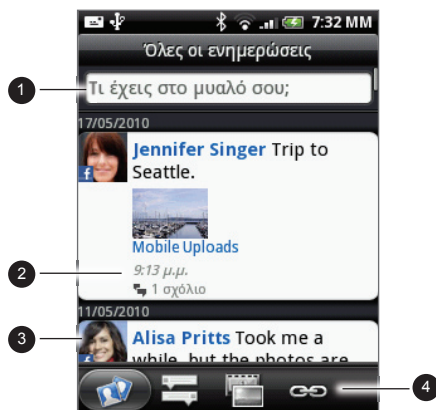 7:32 MM
Όλες οι ενημερώσεις
Τι έχεις στο μυαλό σου;
17/05/2010
Jennifer Singer Trip to
Seattle.
Mobile Uploads
9:13 μ.μ.
1 σχόλιο
11/05/2010
Alisa Pritts Took me a
while, but the photos are
1
2
3
4